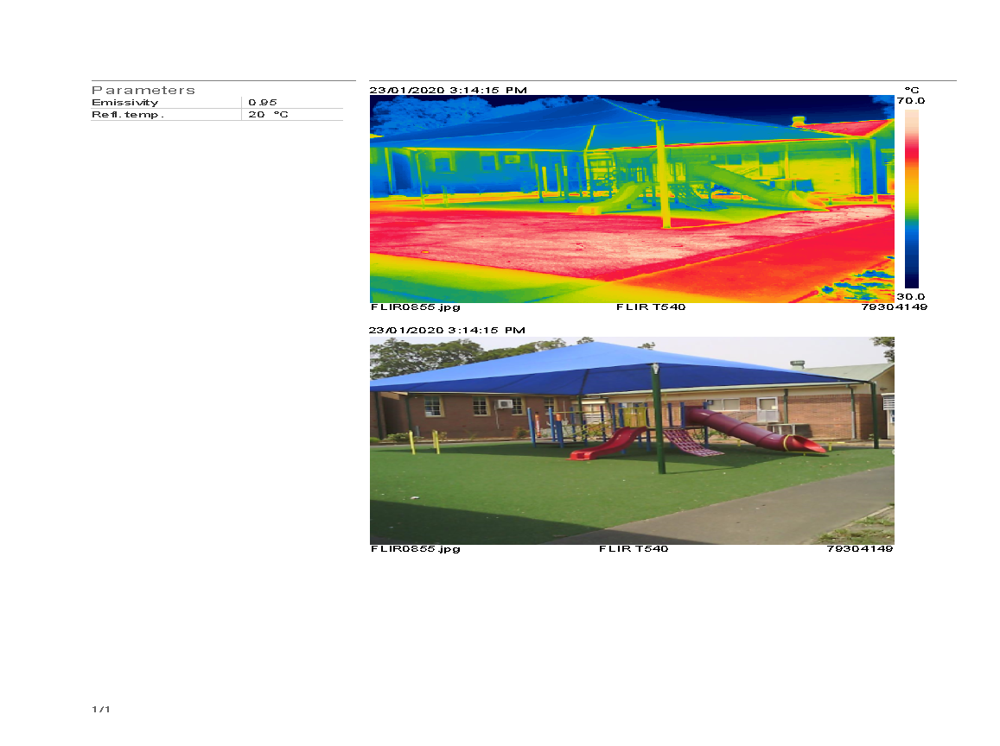 Parameters
Emissivity 0.95
Refl. temp. 20 °C
23/01/2020 3:14:15 PM
°C
70.0
30.0
FLIR0855.jpg FLIR T540 79304149
23/01/2020 3:14:15 PM
FLIR0855.jpg FLIR T540 79304149
1/1